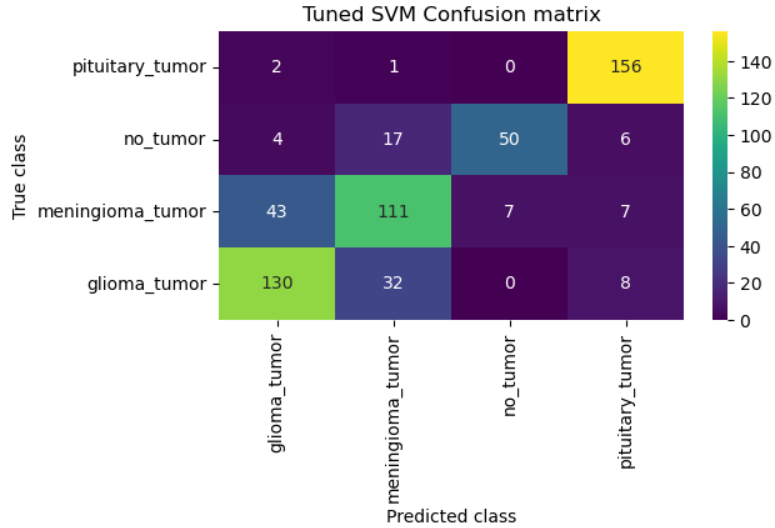 Tuned SVM Confusion matrix
True class
pituitary_tumor 2 1 0 156
no_tumor 4 17 50 6
meningioma_tumor 43 111 7 7
glioma_tumor 130 32 0 8
glioma_tumor
meningioma_tumor
no_tumor
pituitary_tumor
Predicted class
140
120
100
80
60
40
20
0